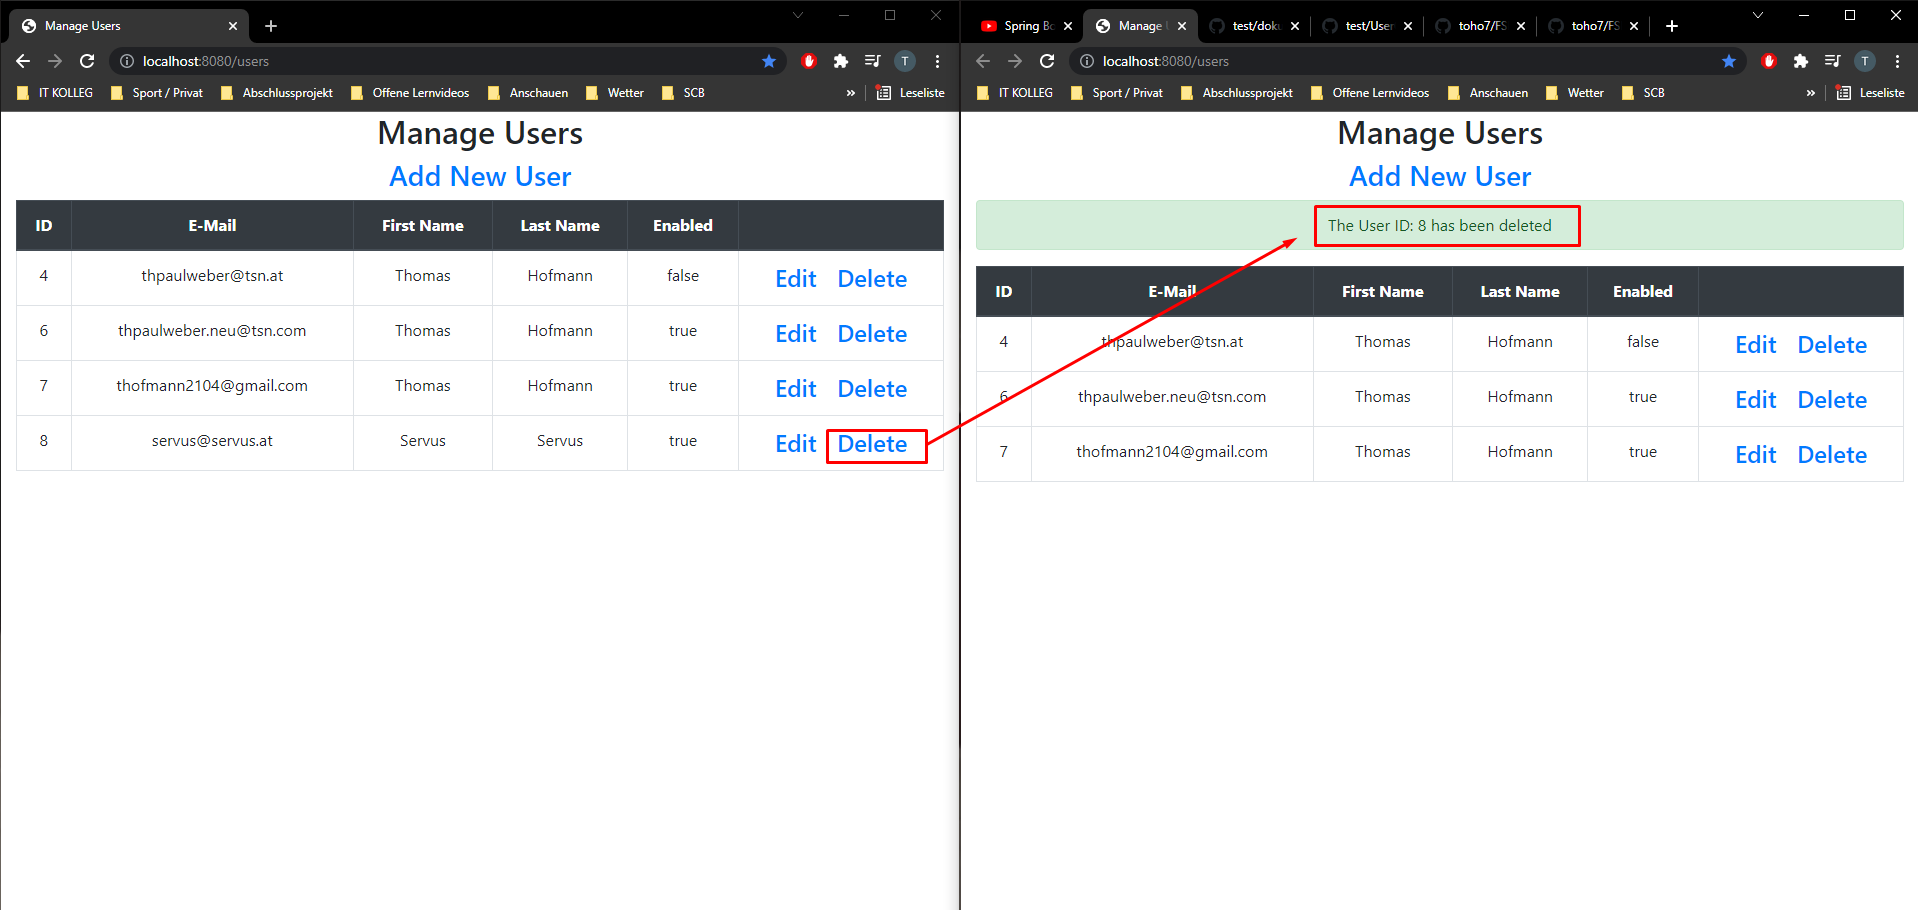 Manage Users
localhost:8080/users
T
IT KOLLEG Sport / Privat Abschlussprojekt Offene Lernvideos Anschauen Wetter SCB » Leseliste
Manage Users
Add New User
ID E-Mail First Name Last Name Enabled
4 thpaulweber@tsn.at Thomas Hofmann false Edit Delete
6 thpaulweber.neu@tsn.com Thomas Hofmann true Edit Delete
7 thofmann2104@gmail.com Thomas Hofmann true Edit Delete
8 servus@servus.at Servus Servus true Edit Delete
Spring Bo Manage U test/doku test/User toho7/FS toho7/FS
localhost:8080/users
T
IT KOLLEG Sport / Privat Abschlussprojekt Offene Lernvideos Anschauen Wetter SCB » Leseliste
Manage Users
Add New User
The User ID: 8 has been deleted
ID E-Mail First Name Last Name Enabled
4 thpaulweber@tsn.at Thomas Hofmann false Edit Delete
6 thpaulweber.neu@tsn.com Thomas Hofmann true Edit Delete
7 thofmann2104@gmail.com Thomas Hofmann true Edit Delete